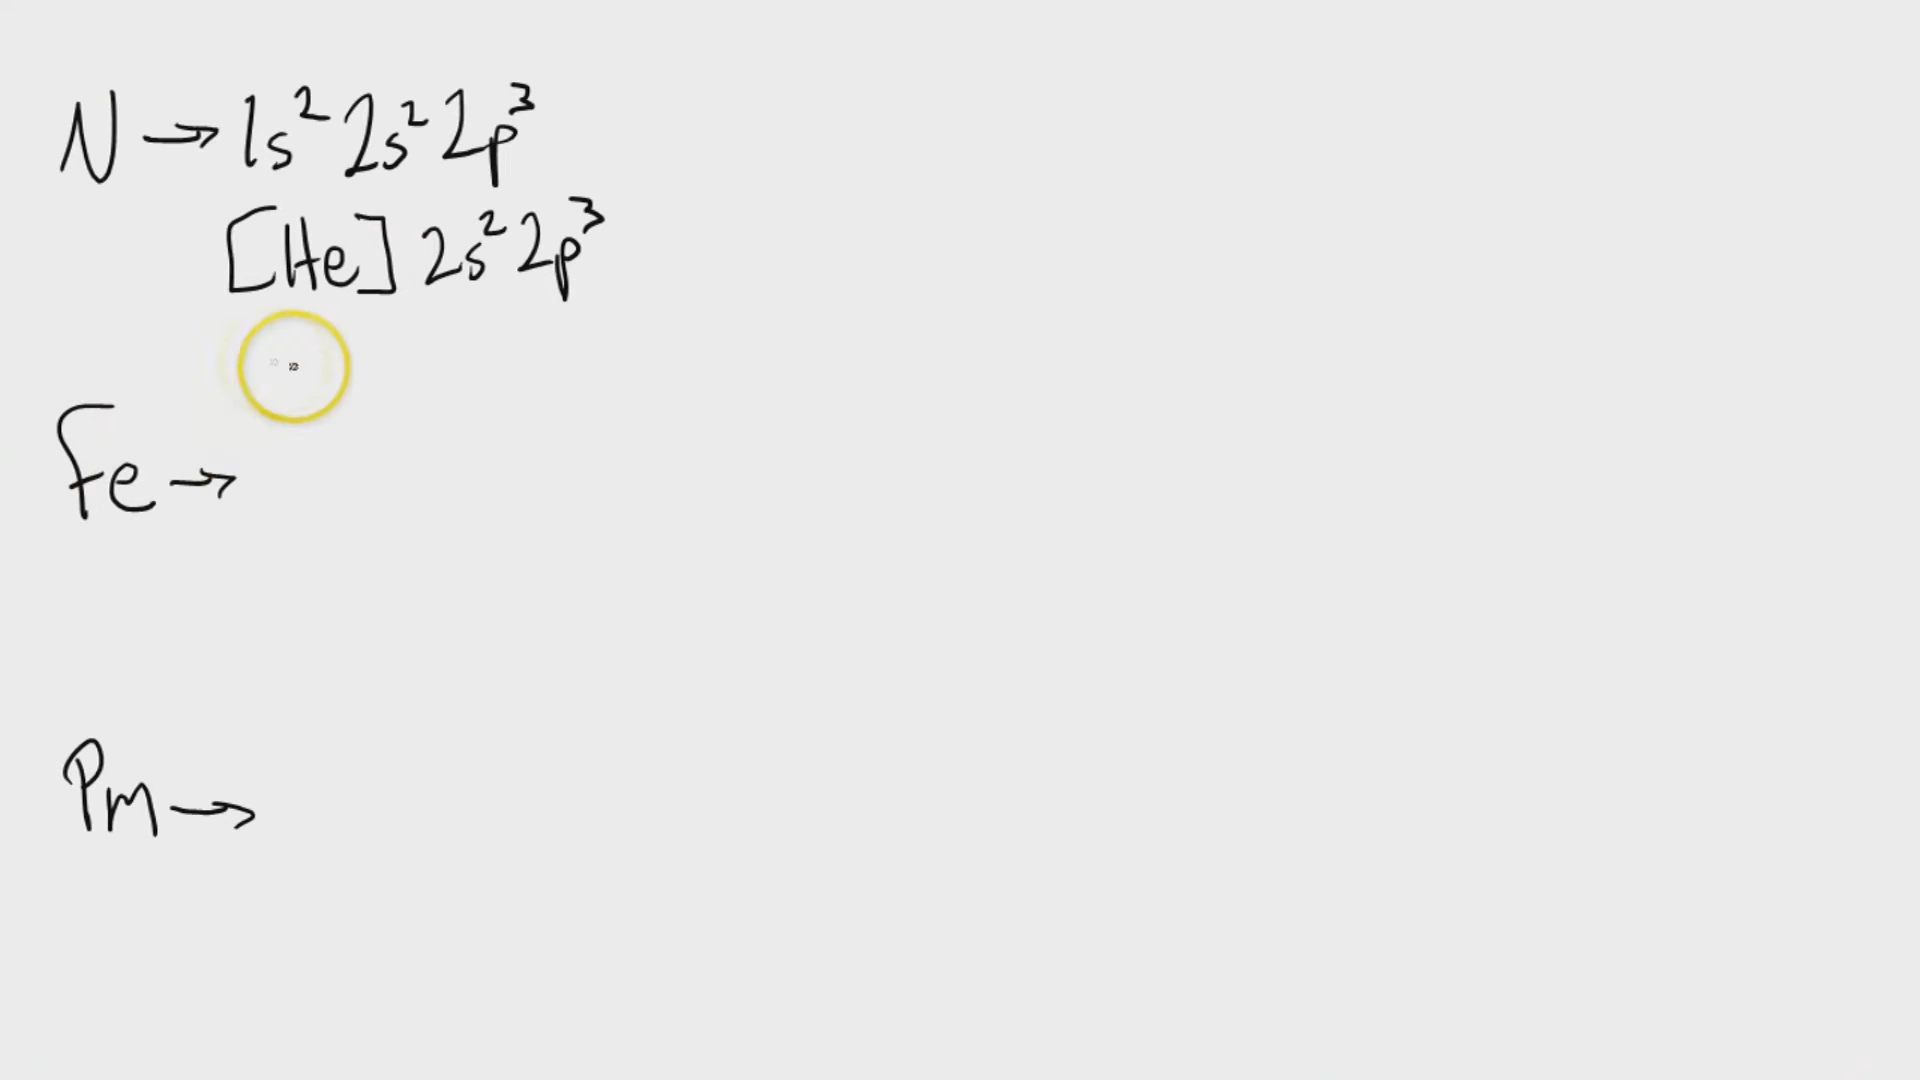 N → 1s² 2s² 2p³
[He] 2s² 2p³
Fe →
Pm →